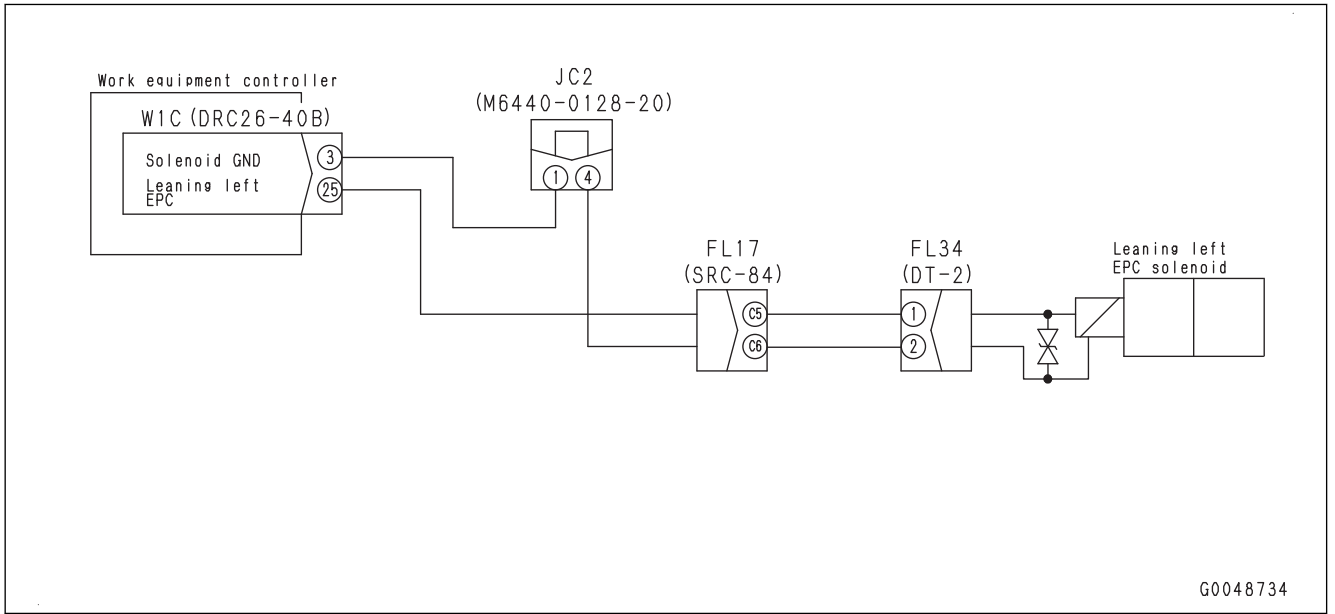 Work equipment controller
W1C (DRC26-40B)
Solenoid GND
3
Leaning left
EPC
25
JC2
(M6440-0128-20)
1
4
FL17
(SRC-84)
C5
C6
FL34
(DT-2)
1
2
Leaning left
EPC solenoid
G0048734